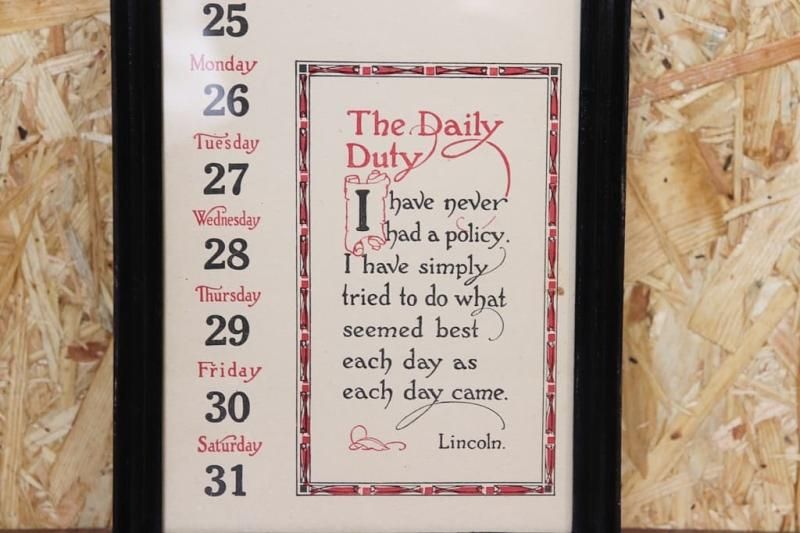 25
Monday
26
Tuesday
27
Wednesday
28
Thursday
29
Friday
30
Saturday
31
The Daily
Duty
I have never
had a policy.
I have simply
tried to do what
seemed best
each day as
each day came.
Lincoln.